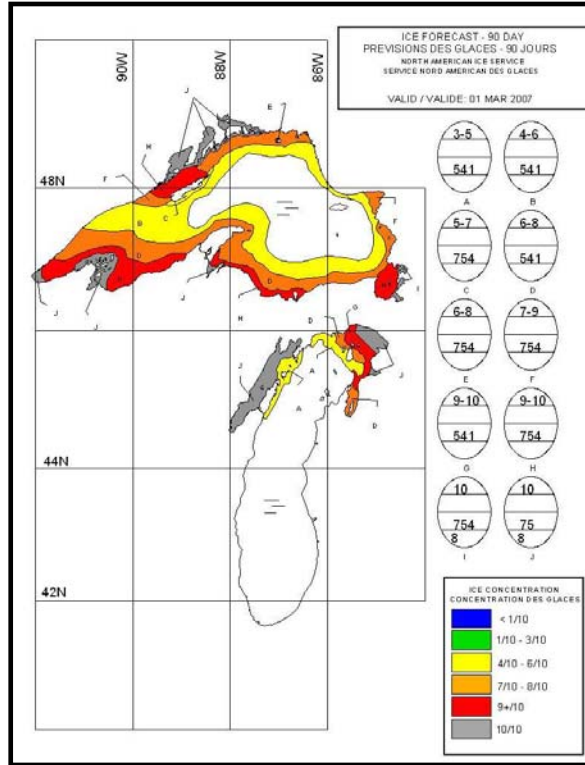 ICE FORECAST - 90 DAY
PREVISIONS DES GLACES - 90 JOURS
NORTH AMERICAN ICE SERVICE
SERVICE NORD AMERICAN DES GLACES
VALID / VALIDE: 01 MAR 2007
90W
88W
86W
48N
44N
42N
J
E
H
F
C
B
D
F
I
J
J
J
D
H
D
G
J
A
J
A
D
3-5
541
A
4-6
541
B
5-7
754
C
6-8
541
D
6-8
754
E
7-9
754
F
9-10
541
G
9-10
754
H
10
754
8
I
10
75
8
J
ICE CONCENTRATION
CONCENTRATION DES GLACES
< 1/10
1/10 - 3/10
4/10 - 6/10
7/10 - 8/10
9+/10
10/10